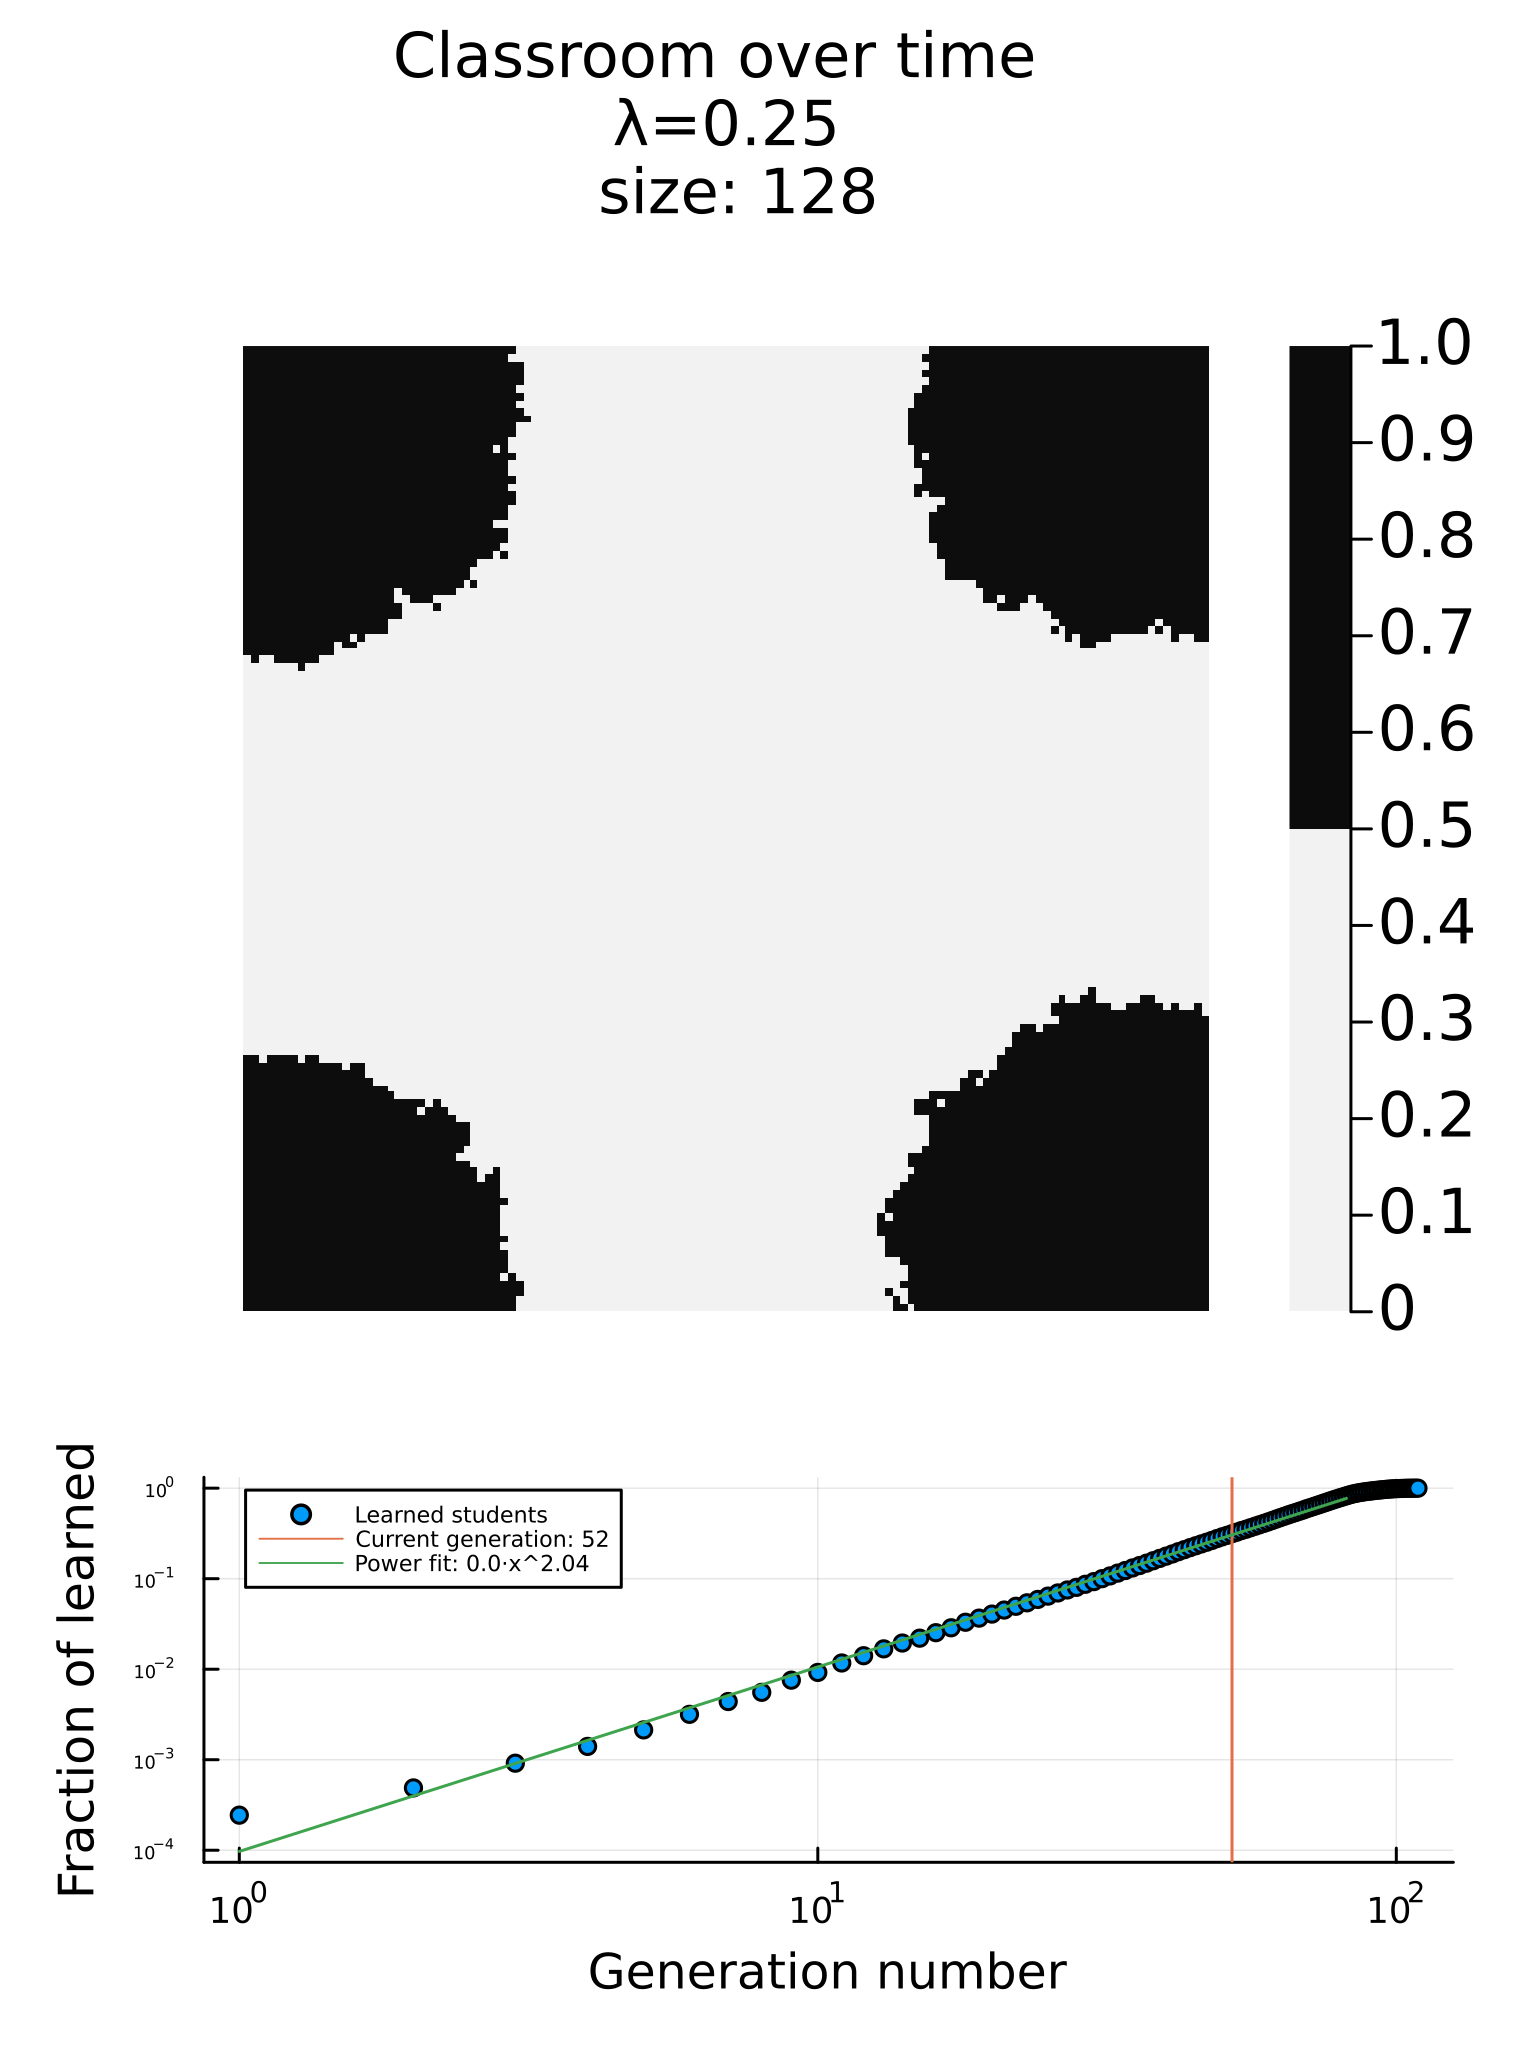 Classroom over time
λ=0.25
size: 128
1.0
0.9
0.8
0.7
0.6
0.5
0.4
0.3
0.2
0.1
0
Fraction of learned
10^0
10^-1
10^-2
10^-3
10^-4
Learned students
Current generation: 52
Power fit: 0.0·x^2.04
10^0 10^1 10^2
Generation number